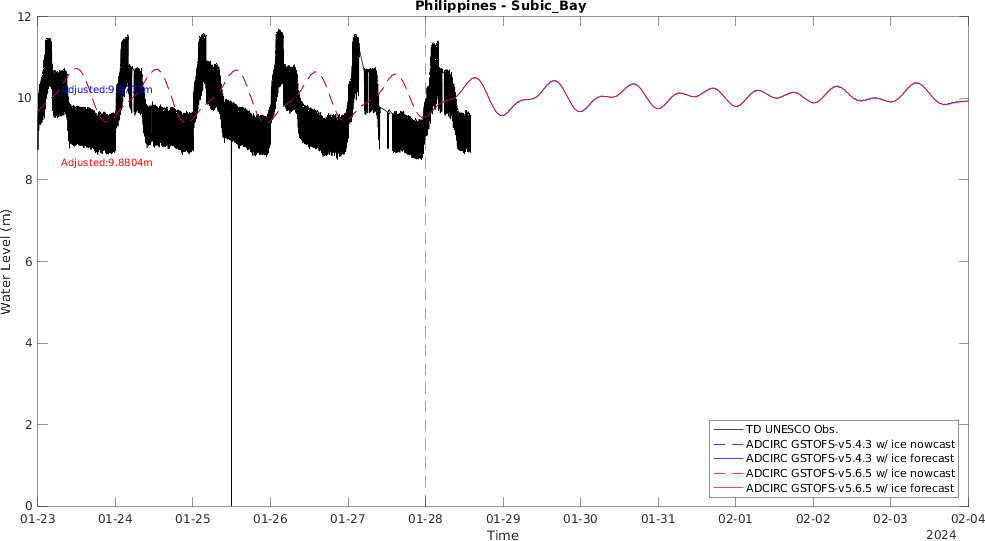 Philippines - Subic_Bay
Water Level (m)
12
10
8
6
4
2
0
Adjusted:9.8804m
01-23
01-24
01-25
01-26
01-27
01-28
01-29
01-30
01-31
02-01
02-02
02-03
02-04
Time
2024
TD UNESCO Obs.
ADCIRC GSTOFS-v5.4.3 w/ ice nowcast
ADCIRC GSTOFS-v5.4.3 w/ ice forecast
ADCIRC GSTOFS-v5.6.5 w/ ice nowcast
ADCIRC GSTOFS-v5.6.5 w/ ice forecast